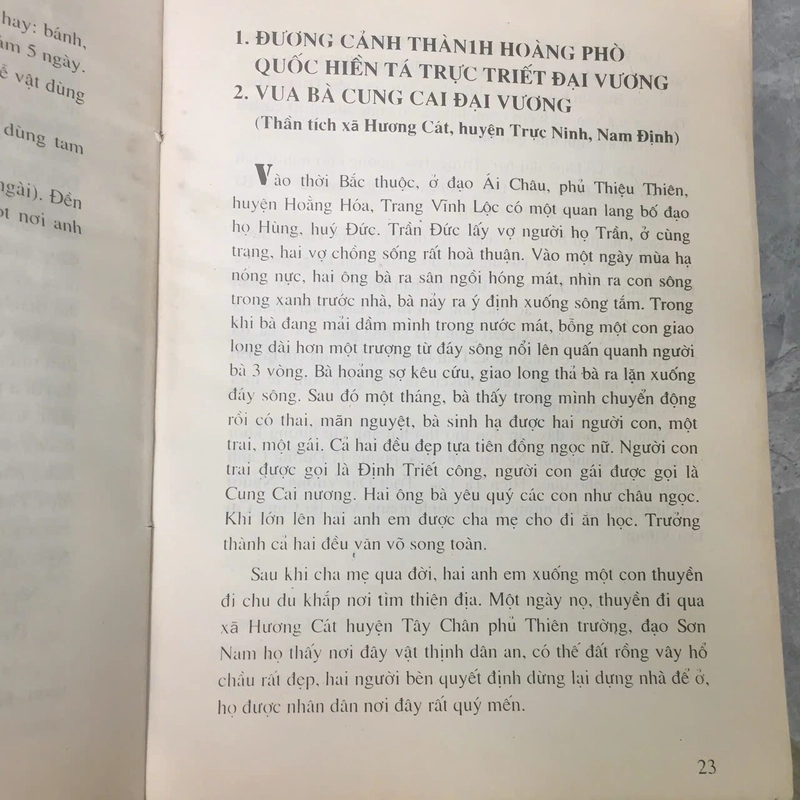 hay: bánh,
ăm 5 ngày.
ễ vật dùng
dùng tam
ngài). Đền
ột nơi anh
1. ĐƯƠNG CẢNH THÀN1H HOÀNG PHÒ
QUỐC HIỀN TÁ TRỰC TRIẾT ĐẠI VƯƠNG
2. VUA BÀ CUNG CAI ĐẠI VƯƠNG
(Thần tích xã Hương Cát, huyện Trực Ninh, Nam Định)
Vào thời Bắc thuộc, ở đạo Ái Châu, phủ Thiệu Thiên,
huyện Hoằng Hóa, Trang Vĩnh Lộc có một quan lang bố đạo
họ Hùng, huý Đức. Trần Đức lấy vợ người họ Trần, ở cùng
trang, hai vợ chồng sống rất hoà thuận. Vào một ngày mùa hạ
nóng nực, hai ông bà ra sân ngồi hóng mát, nhìn ra con sông
trong xanh trước nhà, bà nảy ra ý định xuống sông tắm. Trong
khi bà đang mải dầm mình trong nước mát, bỗng một con giao
long dài hơn một trượng từ đáy sông nổi lên quấn quanh người
bà 3 vòng. Bà hoảng sợ kêu cứu, giao long thả bà ra lặn xuống
đáy sông. Sau đó một tháng, bà thấy trong mình chuyển động
rồi có thai, mãn nguyệt, bà sinh hạ được hai người con, một
trai, một gái. Cả hai đều đẹp tựa tiên đồng ngọc nữ. Người con
trai được gọi là Định Triết công, người con gái được gọi là
Cung Cai nương. Hai ông bà yêu quý các con như châu ngọc.
Khi lớn lên hai anh em được cha mẹ cho đi ăn học. Trưởng
thành cả hai đều văn võ song toàn.
Sau khi cha mẹ qua đời, hai anh em xuống một con thuyền
đi chu du khắp nơi tìm thiên địa. Một ngày nọ, thuyền đi qua
xã Hương Cát huyện Tây Chân phủ Thiên trường, đạo Sơn
Nam họ thấy nơi đây vật thịnh dân an, có thế đất rồng vây hổ
chầu rất đẹp, hai người bèn quyết định dừng lại dựng nhà để ở,
họ được nhân dân nơi đây rất quý mến.
23